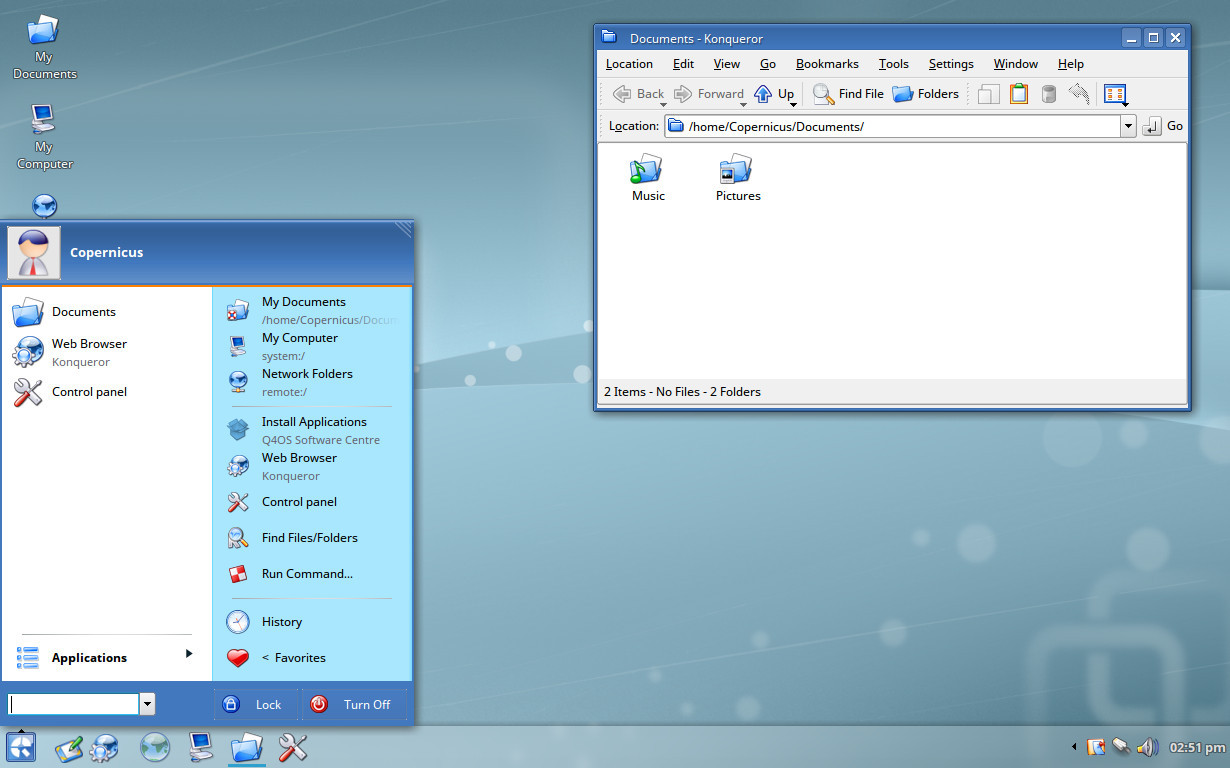 My
Documents
My
Computer
Documents - Konqueror
Location Edit View Go Bookmarks Tools Settings Window Help
Back Forward Up Find File Folders
Location: /home/Copernicus/Documents/ Go
Music Pictures
2 Items - No Files - 2 Folders
Copernicus
Documents
Web Browser
Konqueror
Control panel
Applications
My Documents
/home/Copernicus/Docum
My Computer
system:/
Network Folders
remote:/
Install Applications
Q4OS Software Centre
Web Browser
Konqueror
Control panel
Find Files/Folders
Run Command...
History
< Favorites
Lock Turn Off
02:51 pm